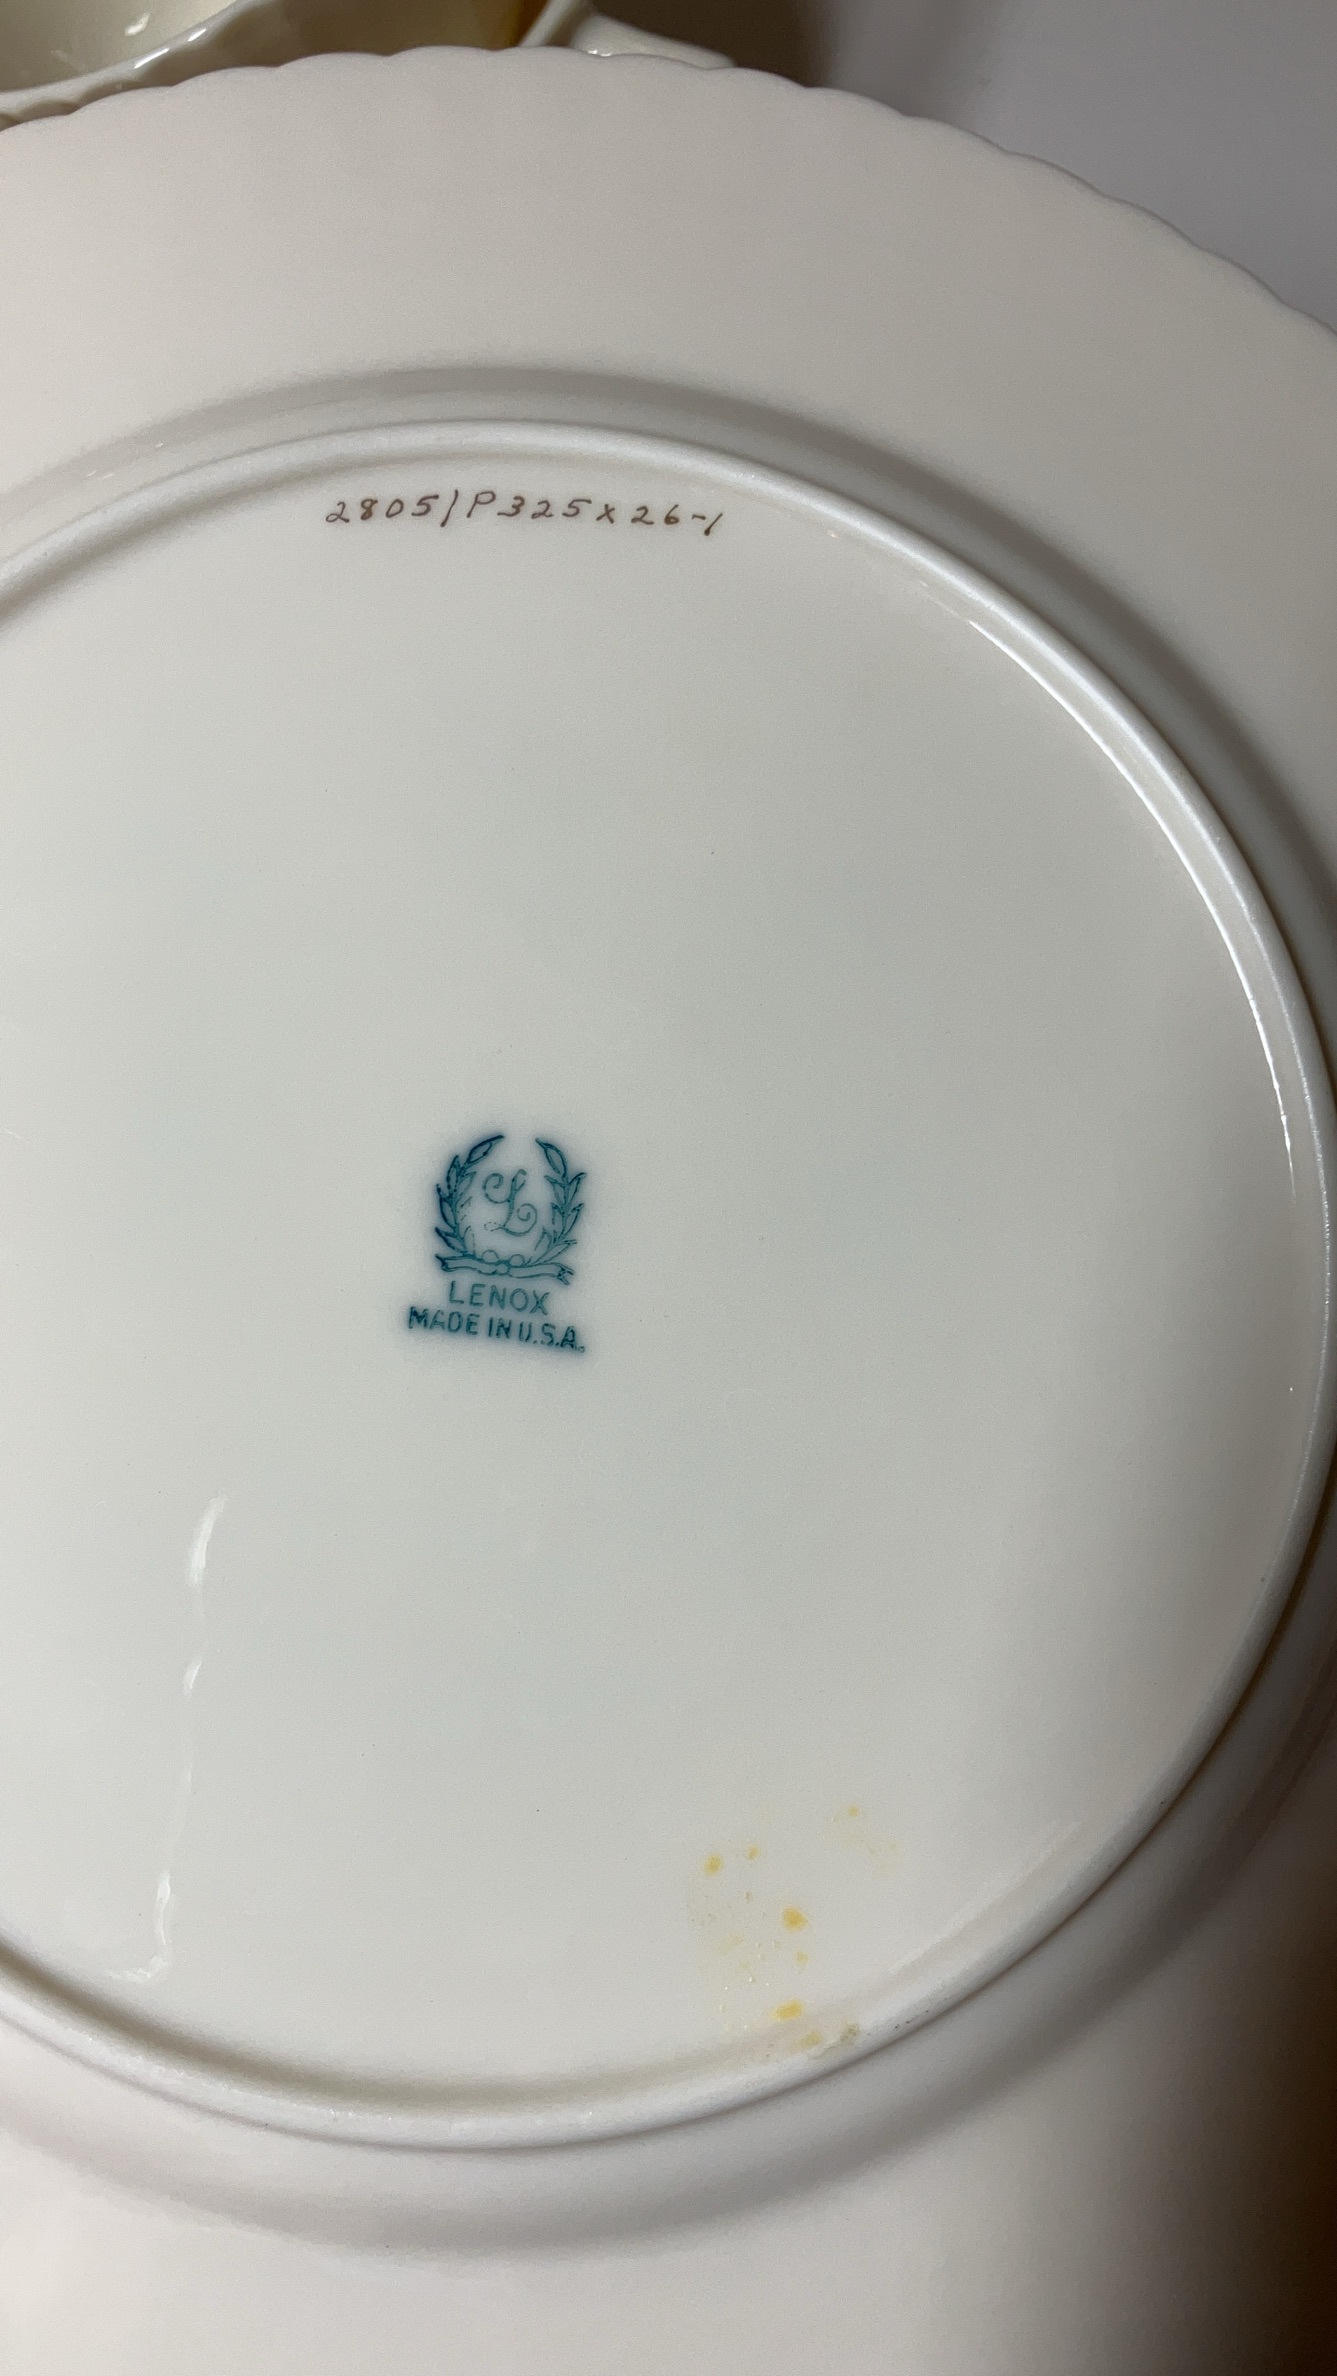 2805/P325X26-1
L
LENOX
MADE IN U.S.A.